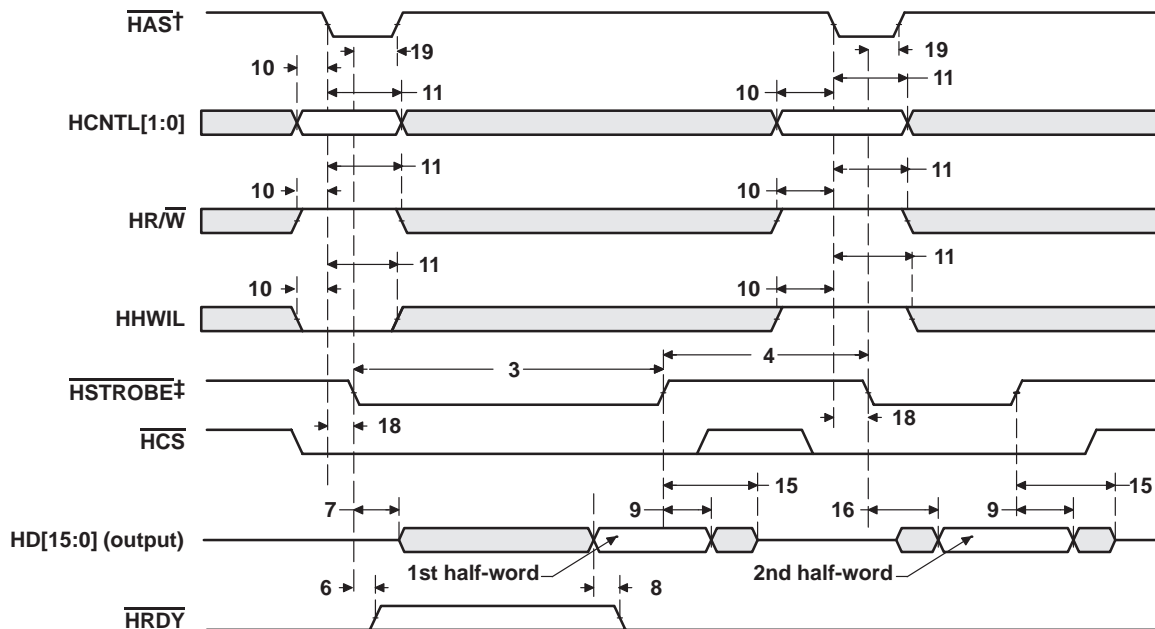 HAS†
19 19
10 11 10 11
HCNTL[1:0]
11 11
10 10
HR/W
11 11
10 10
HHWIL
3 4
HSTROBE‡
18 18
HCS
15 15
7 9 16 9
HD[15:0] (output)
1st half-word 2nd half-word
6 8
HRDY